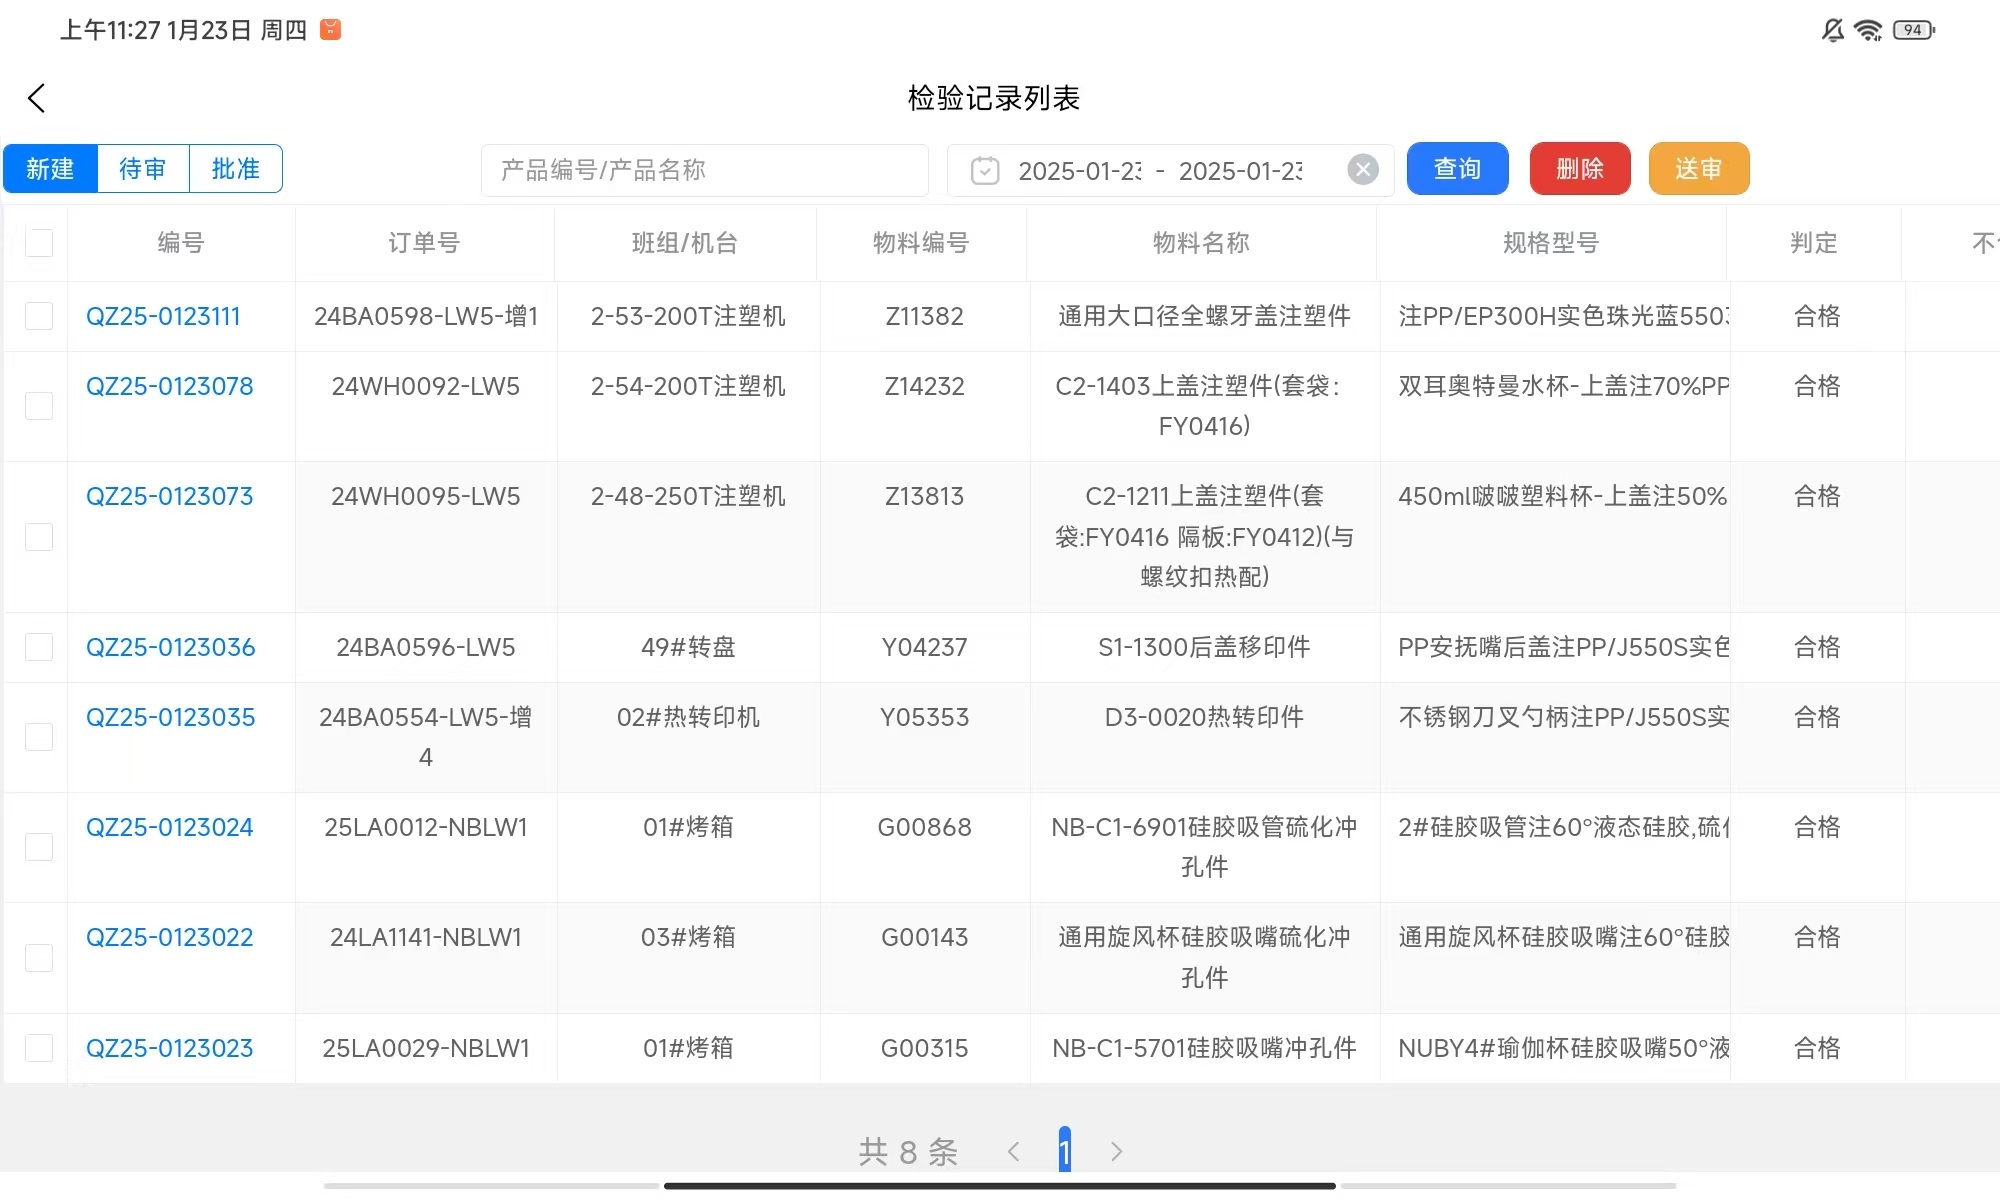 上午11:27 1月23日 周四
94
检验记录列表
新建 待审 批准 产品编号/产品名称 2025-01-23 - 2025-01-23 查询 删除 送审
编号 订单号 班组/机台 物料编号 物料名称 规格型号 判定 不
QZ25-0123111 24BA0598-LW5-增1 2-53-200T注塑机 Z11382 通用大口径全螺牙盖注塑件 注PP/EP300H实色珠光蓝5503 合格
QZ25-0123078 24WH0092-LW5 2-54-200T注塑机 Z14232 C2-1403上盖注塑件(套袋: 双耳奥特曼水杯-上盖注70%PP 合格
FY0416)
QZ25-0123073 24WH0095-LW5 2-48-250T注塑机 Z13813 C2-1211上盖注塑件(套 450ml啵啵塑料杯-上盖注50% 合格
袋:FY0416 隔板:FY0412)(与
螺纹扣热配)
QZ25-0123036 24BA0596-LW5 49#转盘 Y04237 S1-1300后盖移印件 PP安抚嘴后盖注PP/J550S实色 合格
QZ25-0123035 24BA0554-LW5-增 02#热转印机 Y05353 D3-0020热转印件 不锈钢刀叉勺柄注PP/J550S实 合格
4
QZ25-0123024 25LA0012-NBLW1 01#烤箱 G00868 NB-C1-6901硅胶吸管硫化冲 2#硅胶吸管注60°液态硅胶,硫化 合格
孔件
QZ25-0123022 24LA1141-NBLW1 03#烤箱 G00143 通用旋风杯硅胶吸嘴硫化冲 通用旋风杯硅胶吸嘴注60°硅胶 合格
孔件
QZ25-0123023 25LA0029-NBLW1 01#烤箱 G00315 NB-C1-5701硅胶吸嘴冲孔件 NUBY4#瑜伽杯硅胶吸嘴50°液 合格
共 8 条 1